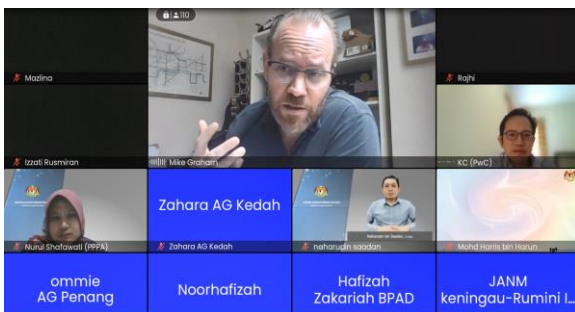 110
Mazlina
Rajhi
Izzati Rusmiran
Mike Graham
KC (PwC)
Nurul Shafawati (PPPA)
Zahara AG Kedah
Zahara AG Kedah
naharudin saadan
Mohd Harris bin Harun
ommie
AG Penang
Noorhafizah
Hafizah
Zakariah BPAD
JANM
keningau-Rumini I...